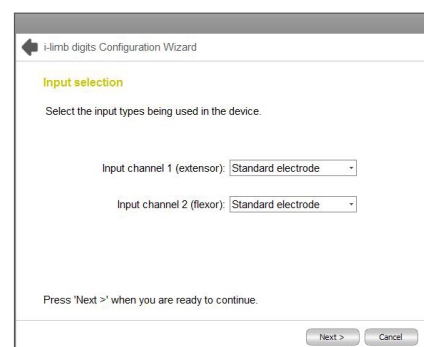 i-limb digits Configuration Wizard
Input selection
Select the input types being used in the device.
Input channel 1 (extensor): Standard electrode
Input channel 2 (flexor): Standard electrode
Press 'Next >' when you are ready to continue.
Next > Cancel